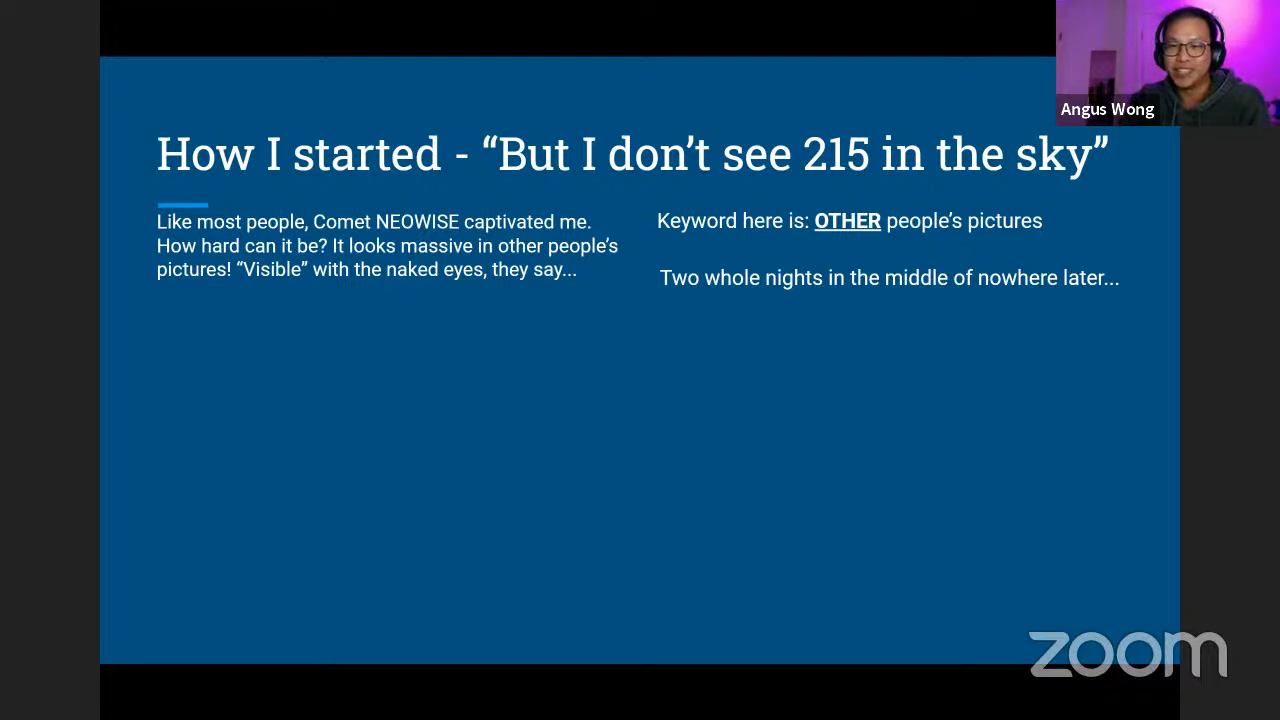 Angus Wong
How I started - “But I don’t see 215 in the sky”
Like most people, Comet NEOWISE captivated me.
How hard can it be? It looks massive in other people’s
pictures! “Visible” with the naked eyes, they say...
Keyword here is: OTHER people’s pictures
Two whole nights in the middle of nowhere later...
zoom